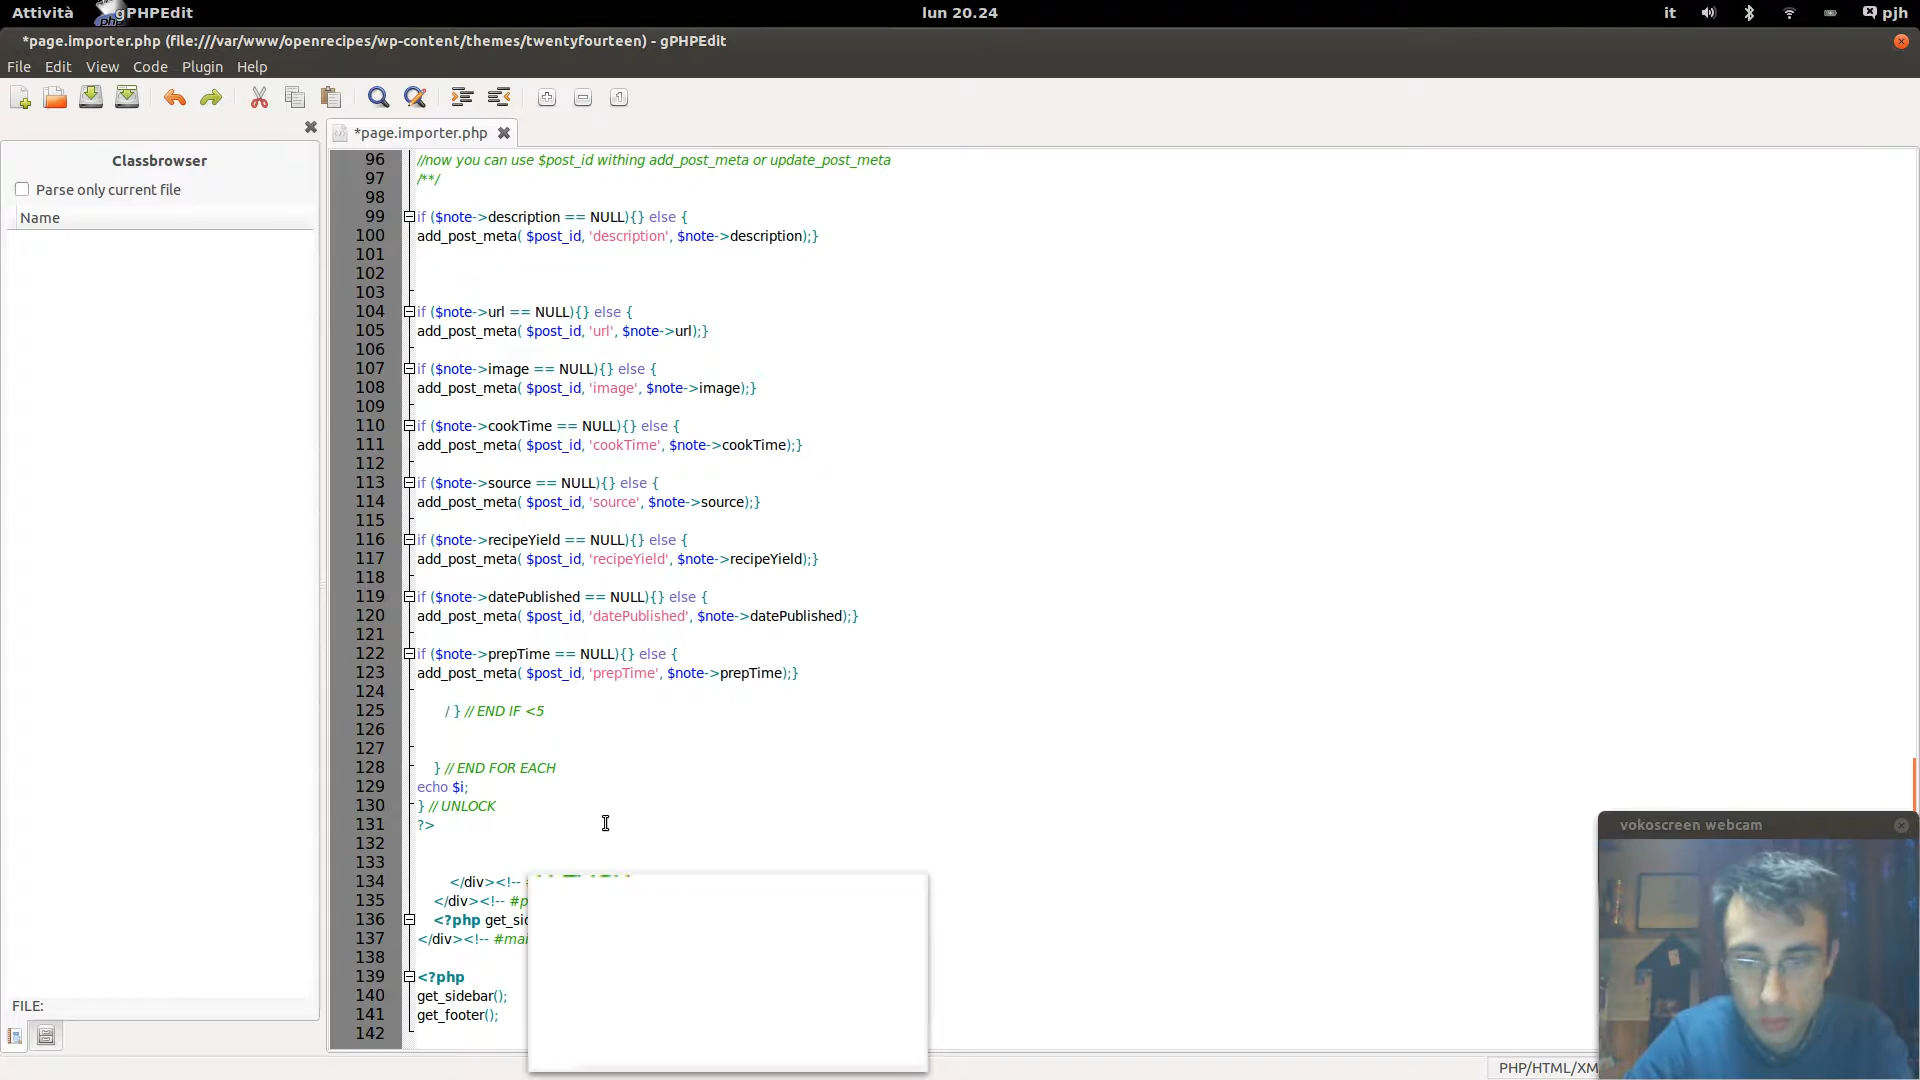 Attività gPHPEdit lun 20.24 it pjh
*page.importer.php (file:///var/www/openrecipes/wp-content/themes/twentyfourteen) - gPHPEdit
File Edit View Code Plugin Help
*page.importer.php
Classbrowser
Parse only current file
Name
96 //now you can use $post_id withing add_post_meta or update_post_meta
97 /**/
98
99 if ($note->description == NULL){} else {
100 add_post_meta( $post_id, 'description', $note->description);}
101
102
103
104 if ($note->url == NULL){} else {
105 add_post_meta( $post_id, 'url', $note->url);}
106
107 if ($note->image == NULL){} else {
108 add_post_meta( $post_id, 'image', $note->image);}
109
110 if ($note->cookTime == NULL){} else {
111 add_post_meta( $post_id, 'cookTime', $note->cookTime);}
112
113 if ($note->source == NULL){} else {
114 add_post_meta( $post_id, 'source', $note->source);}
115
116 if ($note->recipeYield == NULL){} else {
117 add_post_meta( $post_id, 'recipeYield', $note->recipeYield);}
118
119 if ($note->datePublished == NULL){} else {
120 add_post_meta( $post_id, 'datePublished', $note->datePublished);}
121
122 if ($note->prepTime == NULL){} else {
123 add_post_meta( $post_id, 'prepTime', $note->prepTime);}
124
125 / } // END IF <5
126
127
128 } // END FOR EACH
129 echo $i;
130 } // UNLOCK
131 ?>
132
133
134 </div><!--
135 </div><!-- #p
136 <?php get_sid
137 </div><!-- #mai
138
139 <?php
140 get_sidebar();
141 get_footer();
142
FILE:
PHP/HTML/XM
vokoscreen webcam